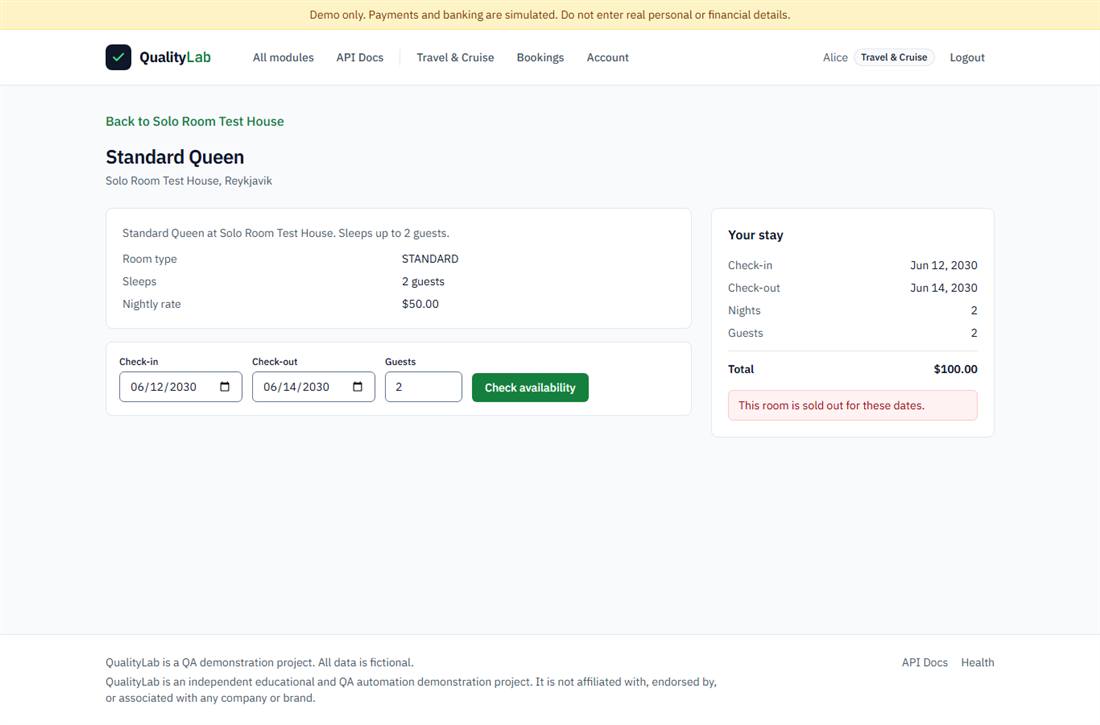 Demo only. Payments and banking are simulated. Do not enter real personal or financial details.
QualityLab
All modules
API Docs
Travel & Cruise
Bookings
Account
Alice
Travel & Cruise
Logout
Back to Solo Room Test House
Standard Queen
Solo Room Test House, Reykjavik
Standard Queen at Solo Room Test House. Sleeps up to 2 guests.
Room type STANDARD
Sleeps 2 guests
Nightly rate $50.00
Check-in Check-out Guests
06/12/2030 06/14/2030 2 Check availability
Your stay
Check-in Jun 12, 2030
Check-out Jun 14, 2030
Nights 2
Guests 2
Total $100.00
This room is sold out for these dates.
QualityLab is a QA demonstration project. All data is fictional.
QualityLab is an independent educational and QA automation demonstration project. It is not affiliated with, endorsed by,
or associated with any company or brand.
API Docs Health